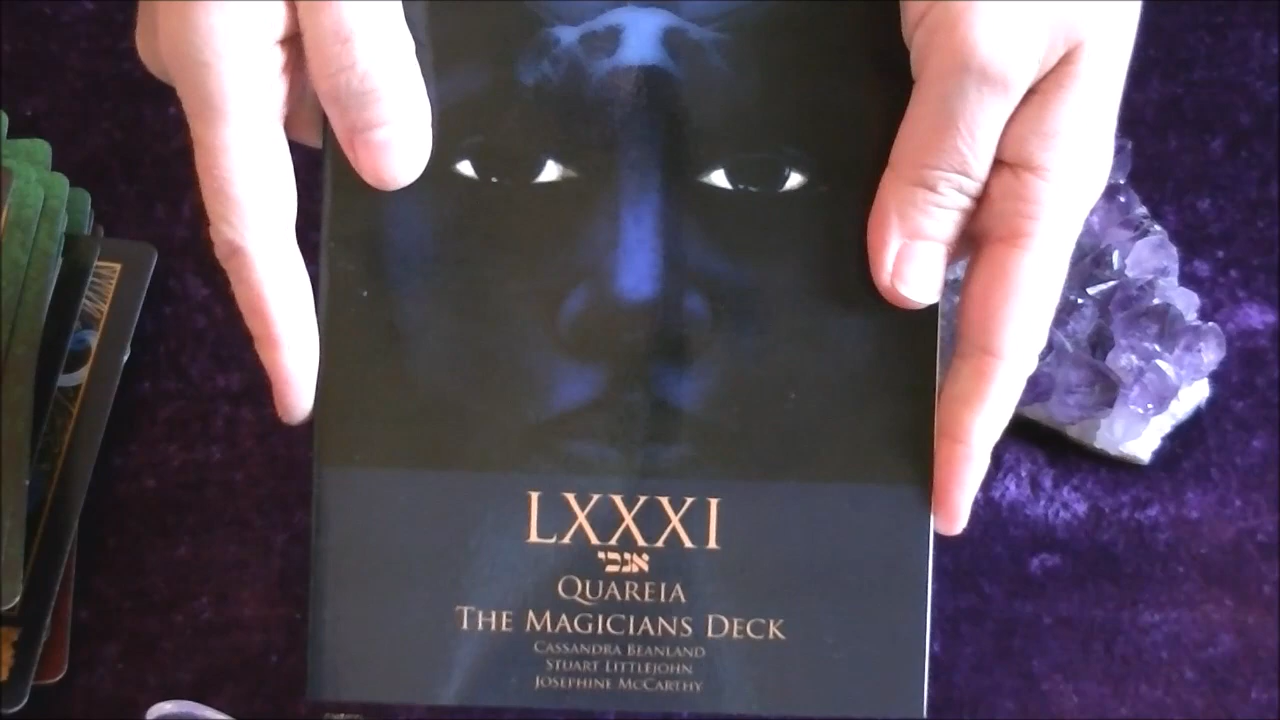 LXXXI
אנכי
QUAREIA
THE MAGICIANS DECK
CASSANDRA BEANLAND
STUART LITTLEJOHN
JOSEPHINE MCCARTHY